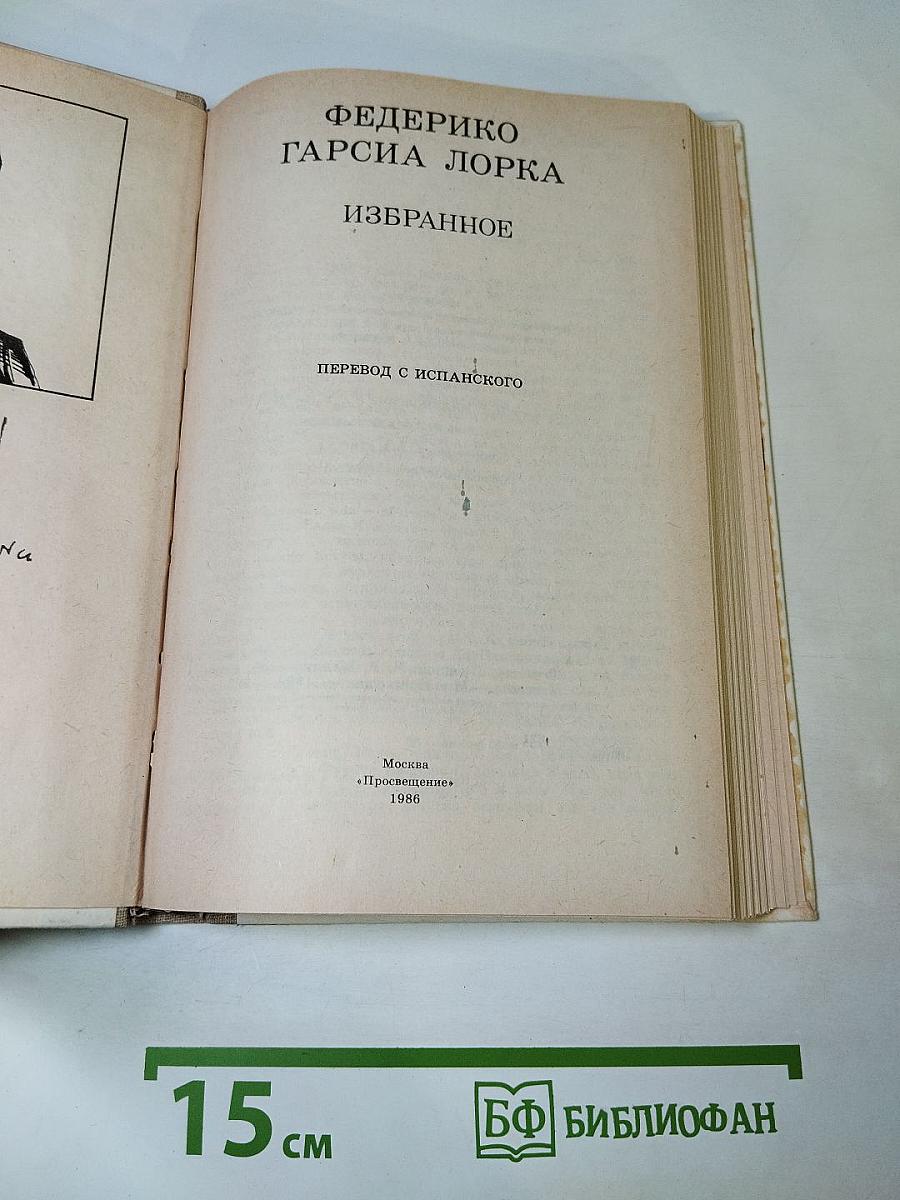 ФЕДЕРИКО
ГАРСИА ЛОРКА
ИЗБРАННОЕ
ПЕРЕВОД С ИСПАНСКОГО
Москва
«Просвещение»
1986
15 см
БФ БИБЛИОФАН